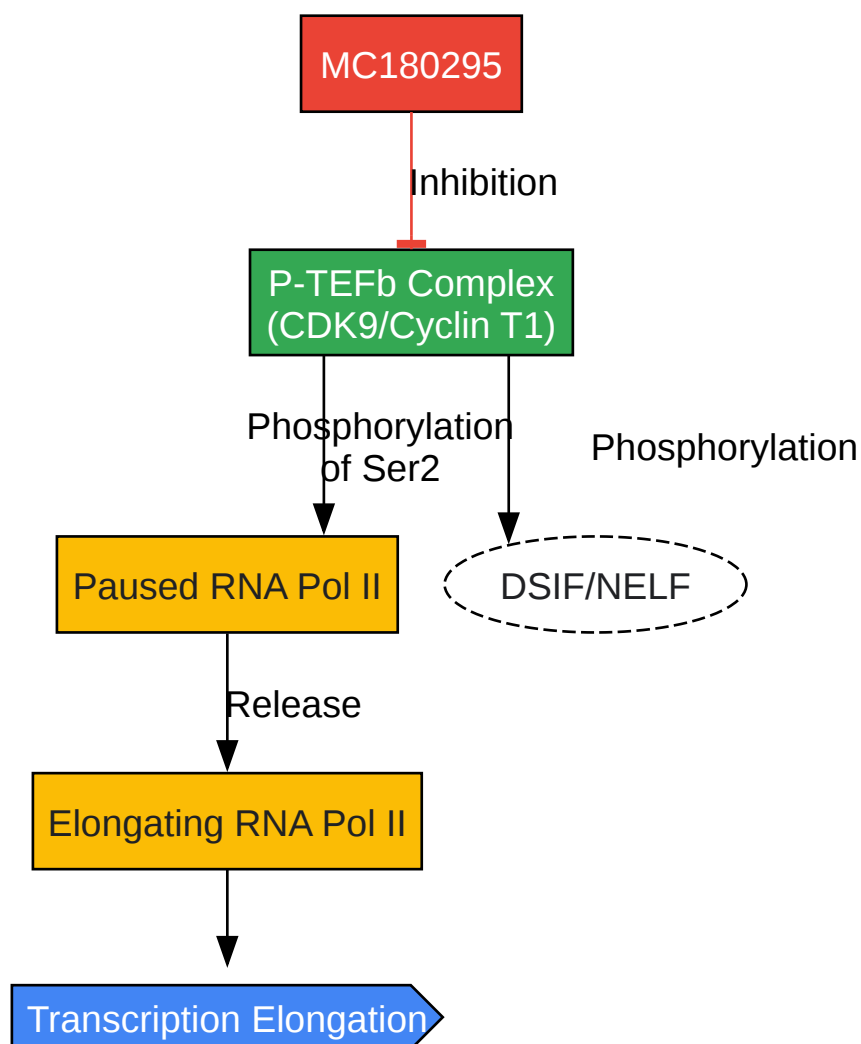 MC180295
Inhibition
P-TEFb Complex
(CDK9/Cyclin T1)
Phosphorylation
of Ser2
Phosphorylation
Paused RNA Pol II
DSIF/NELF
Release
Elongating RNA Pol II
Transcription Elongation